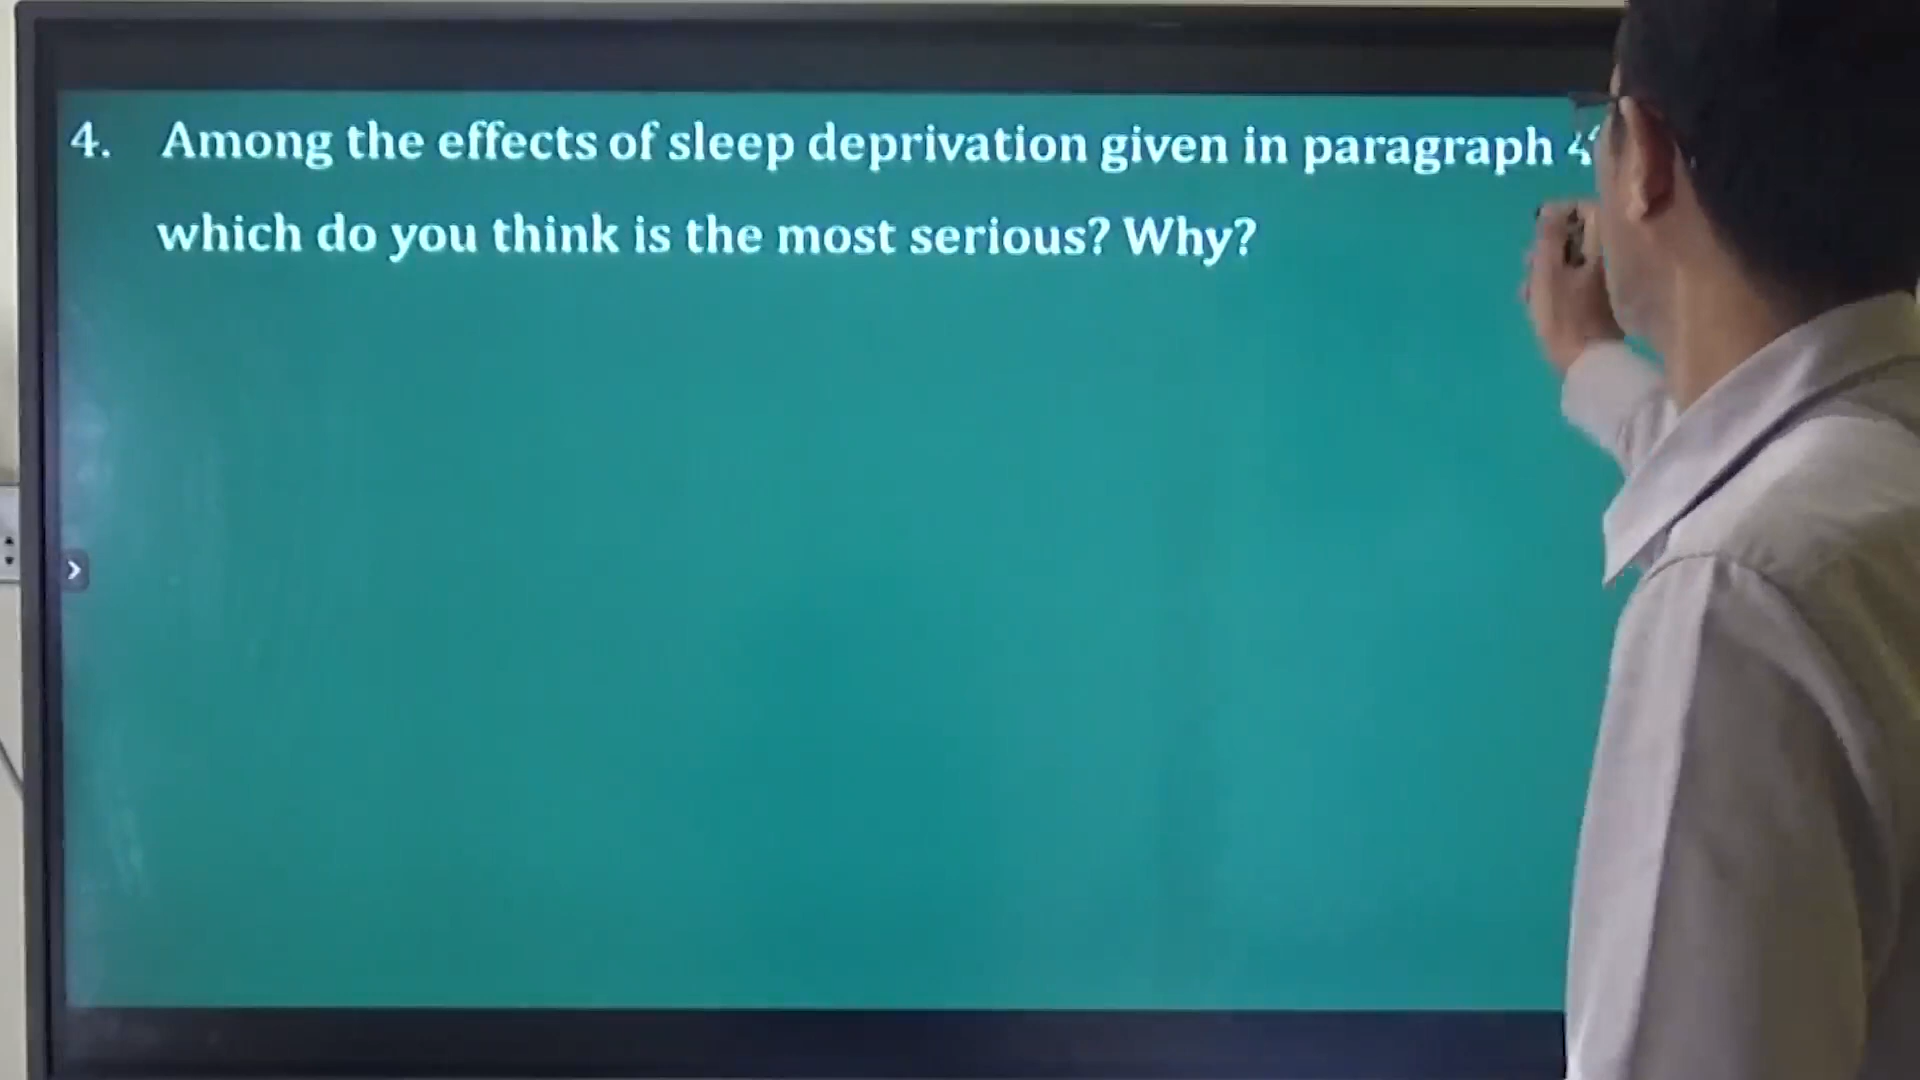 4. Among the effects of sleep deprivation given in paragraph
which do you think is the most serious? Why?